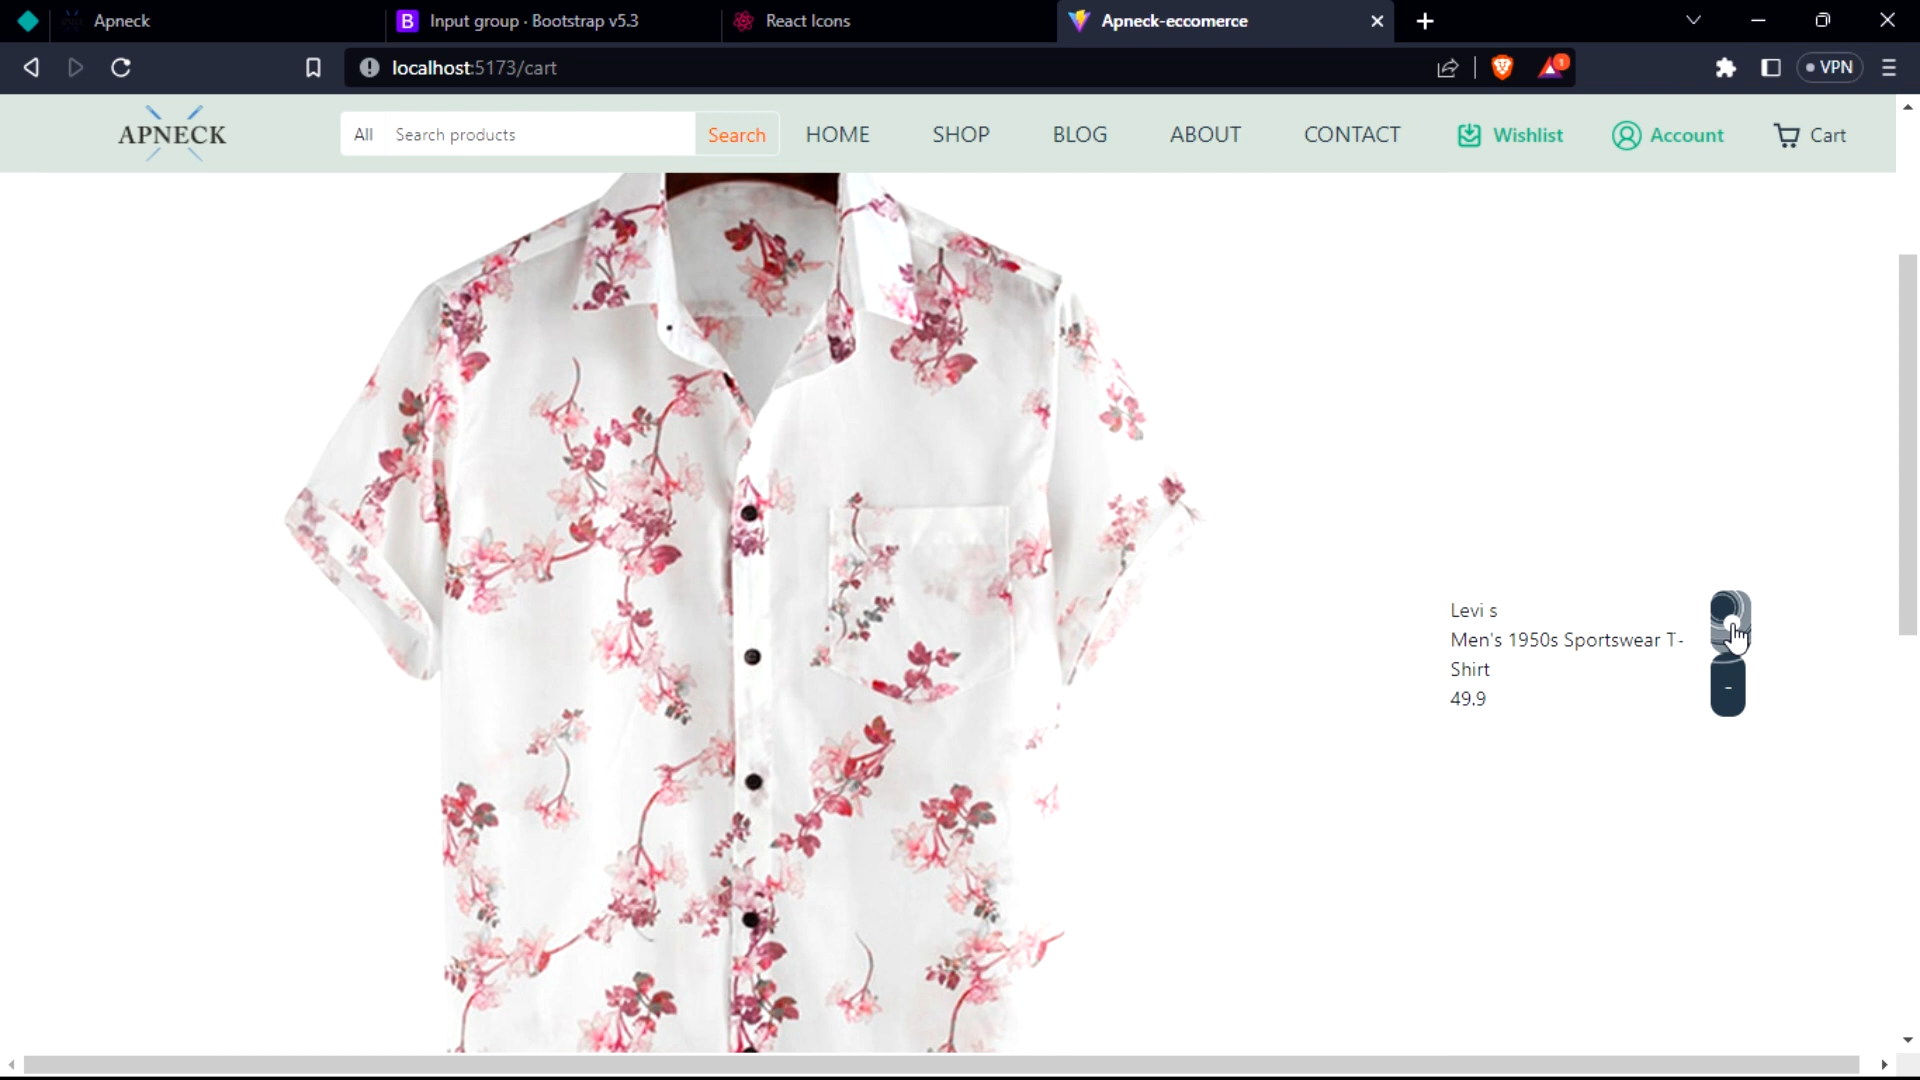 Apneck
Input group · Bootstrap v5.3
React Icons
Apneck-eccomerce
localhost:5173/cart
1
VPN
APNECK
All
Search products
Search
HOME
SHOP
BLOG
ABOUT
CONTACT
Wishlist
Account
Cart
Levi s
Men's 1950s Sportswear T-
Shirt
49.9
-